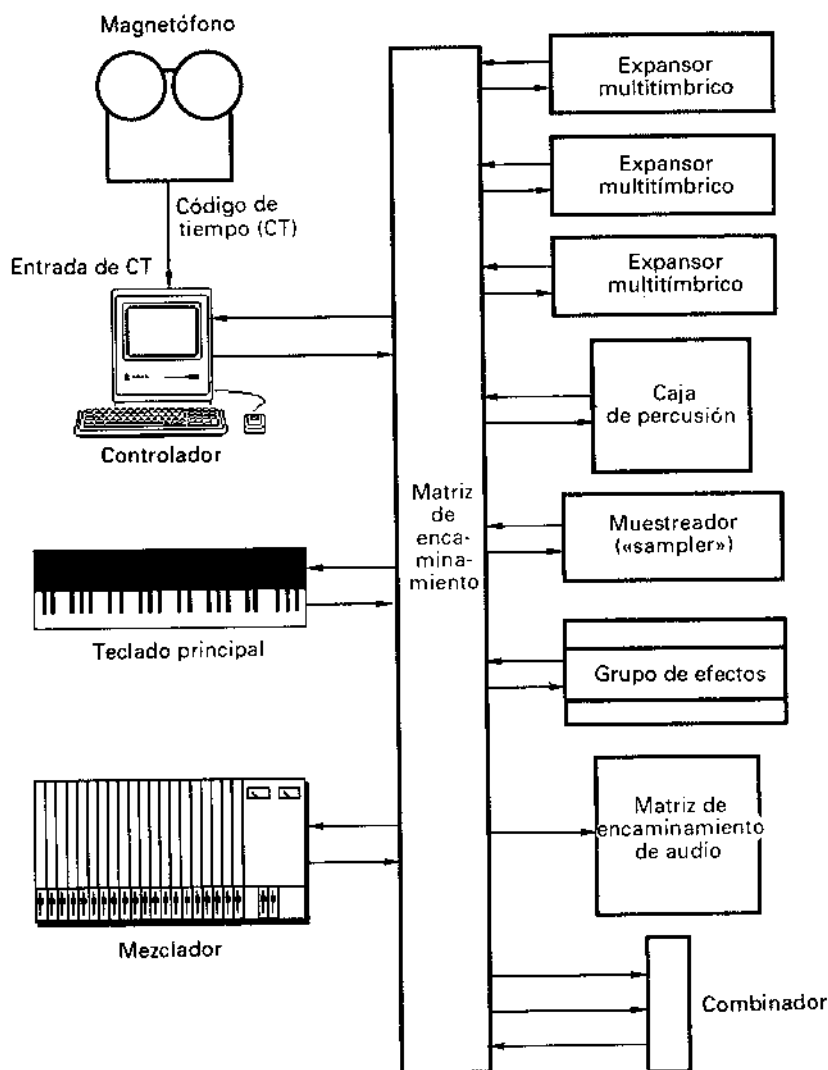 Magnetófono
Código de
tiempo (CT)
Entrada de CT
Controlador
Teclado principal
Mezclador
Matriz
de
enca-
mina-
miento
Expansor
multitímbrico
Expansor
multitímbrico
Expansor
multitímbrico
Caja
de percusión
Muestreador
(«sampler»)
Grupo de efectos
Matriz de
encaminamiento
de audio
Combinador